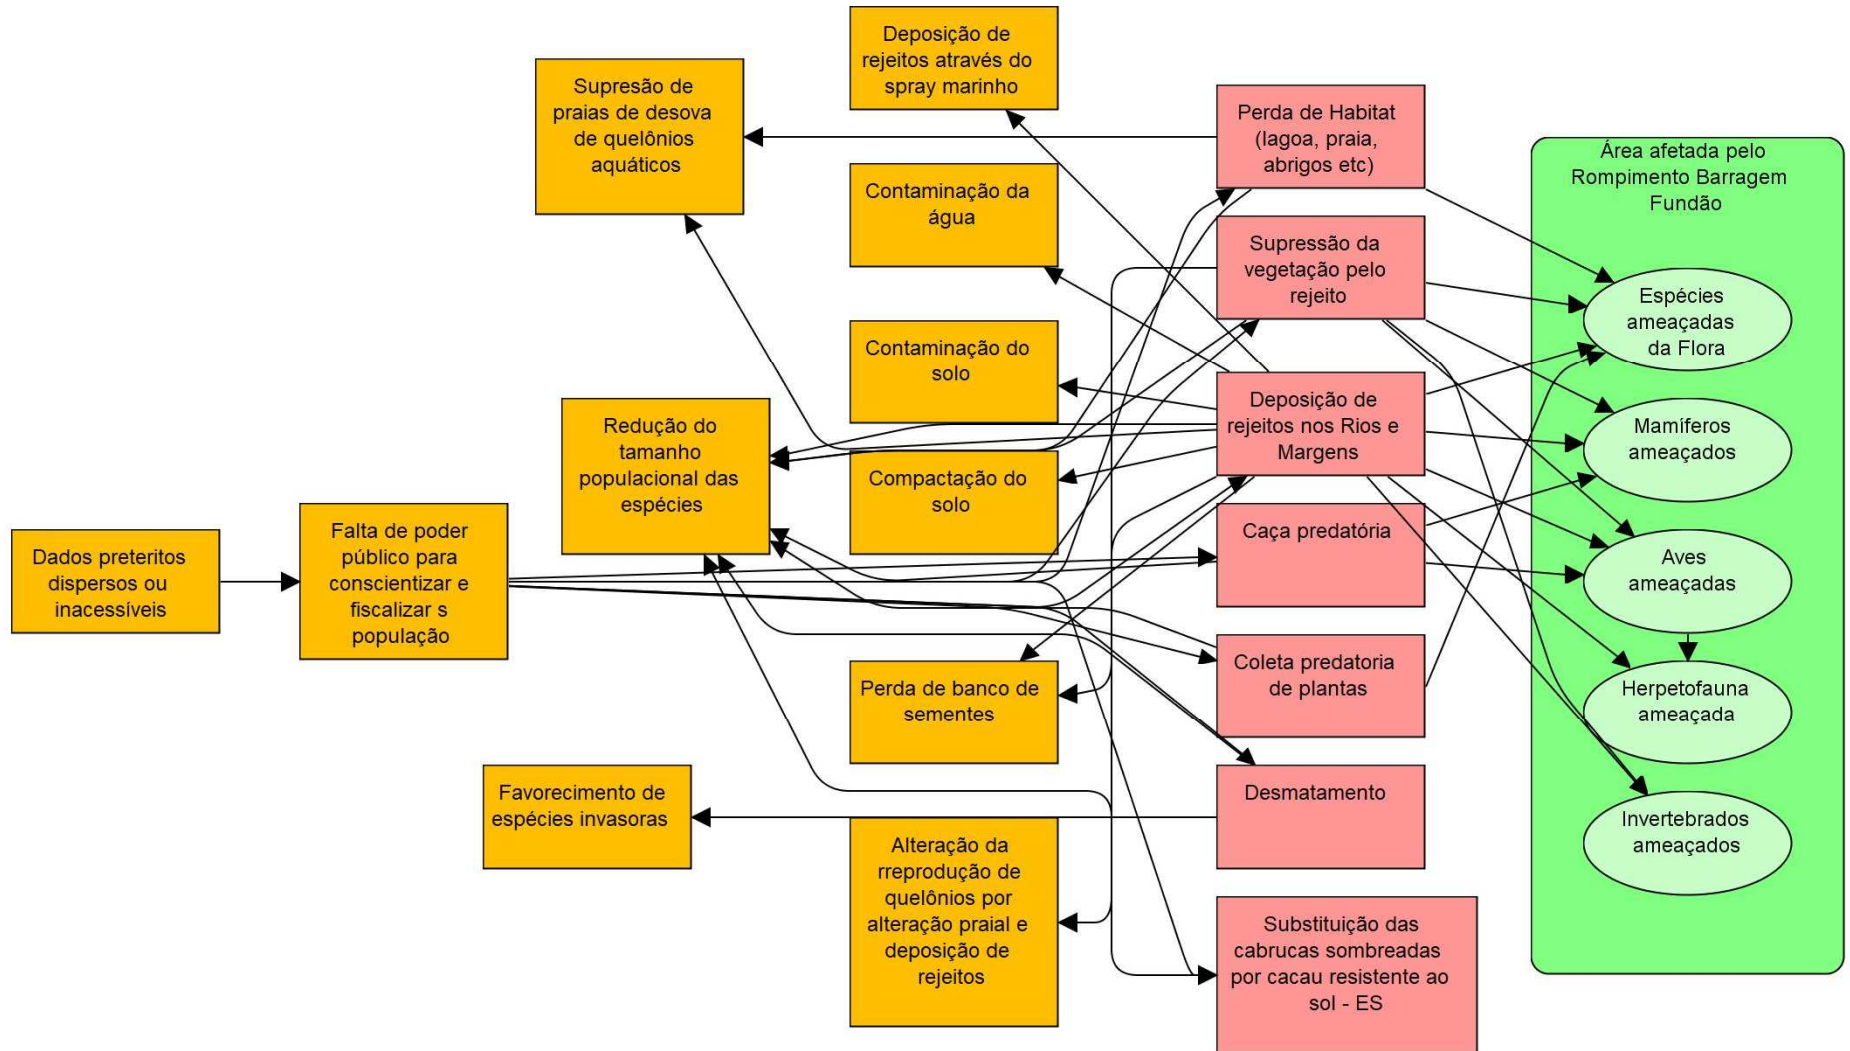 Dados preteritos
dispersos ou
inacessíveis
Falta de poder
público para
conscientizar e
fiscalizar s
população
Supresão de
praias de desova
de quelônios
aquáticos
Redução do
tamanho
populacional das
espécies
Favorecimento de
espécies invasoras
Deposição de
rejeitos através do
spray marinho
Contaminação da
água
Contaminação do
solo
Compactação do
solo
Perda de banco de
sementes
Alteração da
rreprodução de
quelônios por
alteração praial e
deposição de
rejeitos
Perda de Habitat
(lagoa, praia,
abrigos etc)
Supressão da
vegetação pelo
rejeito
Deposição de
rejeitos nos Rios e
Margens
Caça predatória
Coleta predatoria
de plantas
Desmatamento
Substituição das
cabrucas sombreadas
por cacau resistente ao
sol - ES
Área afetada pelo
Rompimento Barragem
Fundão
Espécies
ameaçadas
da Flora
Mamíferos
ameaçados
Aves
ameaçadas
Herpetofauna
ameaçada
Invertebrados
ameaçados